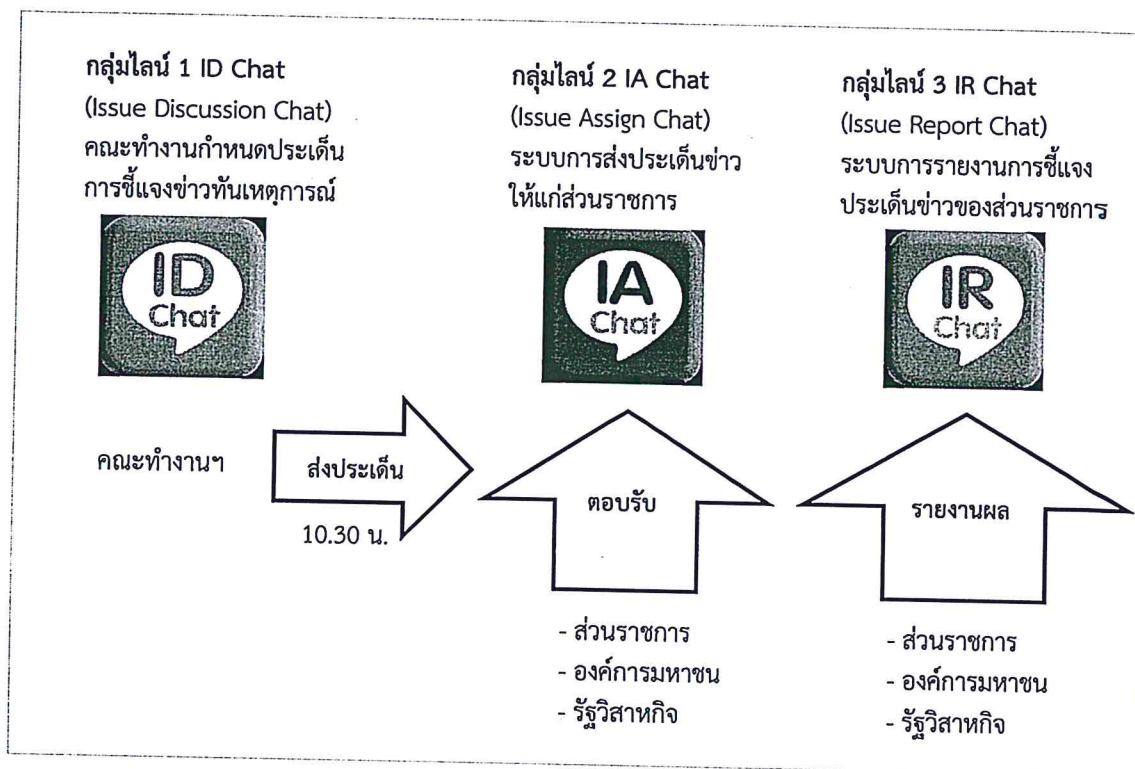 กลุ่มไลน์ 1 ID Chat
(Issue Discussion Chat)
คณะทำงานกำหนดประเด็น
การชี้แจงข่าวทันเหตุการณ์
ID
Chat
คณะทำงานฯ
ส่งประเด็น
10.30 น.
กลุ่มไลน์ 2 IA Chat
(Issue Assign Chat)
ระบบการส่งประเด็นข่าว
ให้แก่ส่วนราชการ
IA
Chat
ตอบรับ
- ส่วนราชการ
- องค์การมหาชน
- รัฐวิสาหกิจ
กลุ่มไลน์ 3 IR Chat
(Issue Report Chat)
ระบบการรายงานการชี้แจง
ประเด็นข่าวของส่วนราชการ
IR
Chat
รายงานผล
- ส่วนราชการ
- องค์การมหาชน
- รัฐวิสาหกิจ